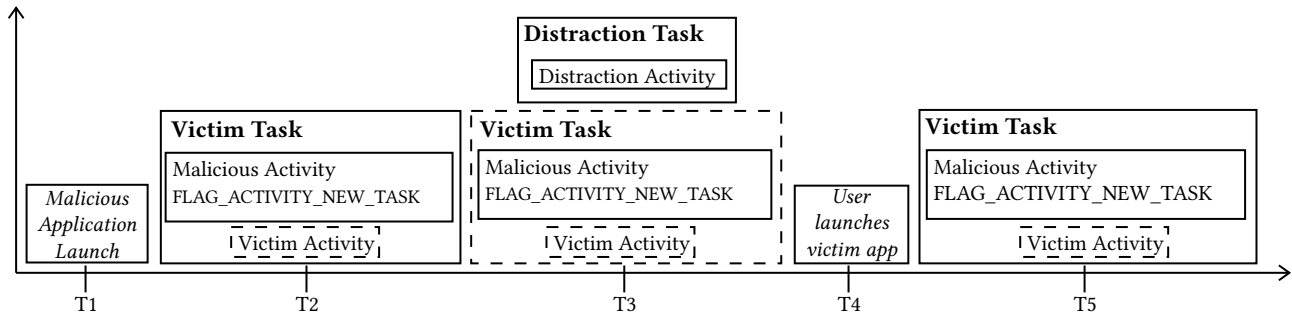 Malicious
Application
Launch
Victim Task
Malicious Activity
FLAG_ACTIVITY_NEW_TASK
Victim Activity
Distraction Task
Distraction Activity
Victim Task
Malicious Activity
FLAG_ACTIVITY_NEW_TASK
Victim Activity
User
launches
victim app
Victim Task
Malicious Activity
FLAG_ACTIVITY_NEW_TASK
Victim Activity
T1
T2
T3
T4
T5